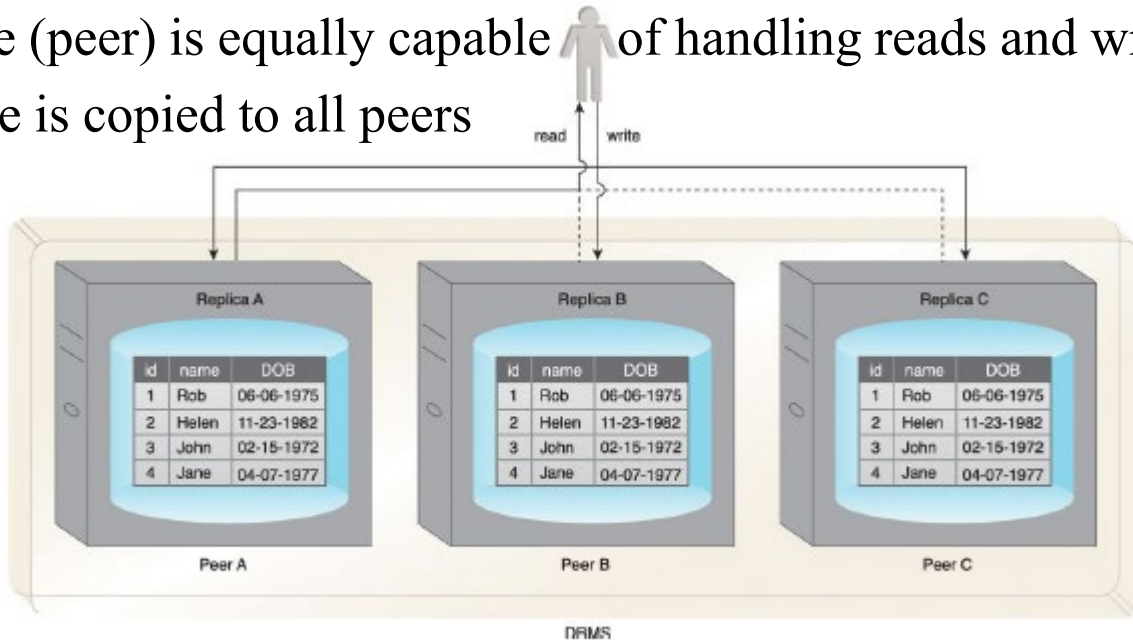 e (peer) is equally capable of handling reads and wr
e is copied to all peers
read write
Replica A Replica B Replica C
id name DOB id name DOB id name DOB
1 Rob 06-06-1975 1 Rob 06-06-1975 1 Rob 06-06-1975
2 Helen 11-23-1982 2 Helen 11-23-1982 2 Helen 11-23-1982
3 John 02-15-1972 3 John 02-15-1972 3 John 02-15-1972
4 Jane 04-07-1977 4 Jane 04-07-1977 4 Jane 04-07-1977
Peer A Peer B Peer C
DBMS